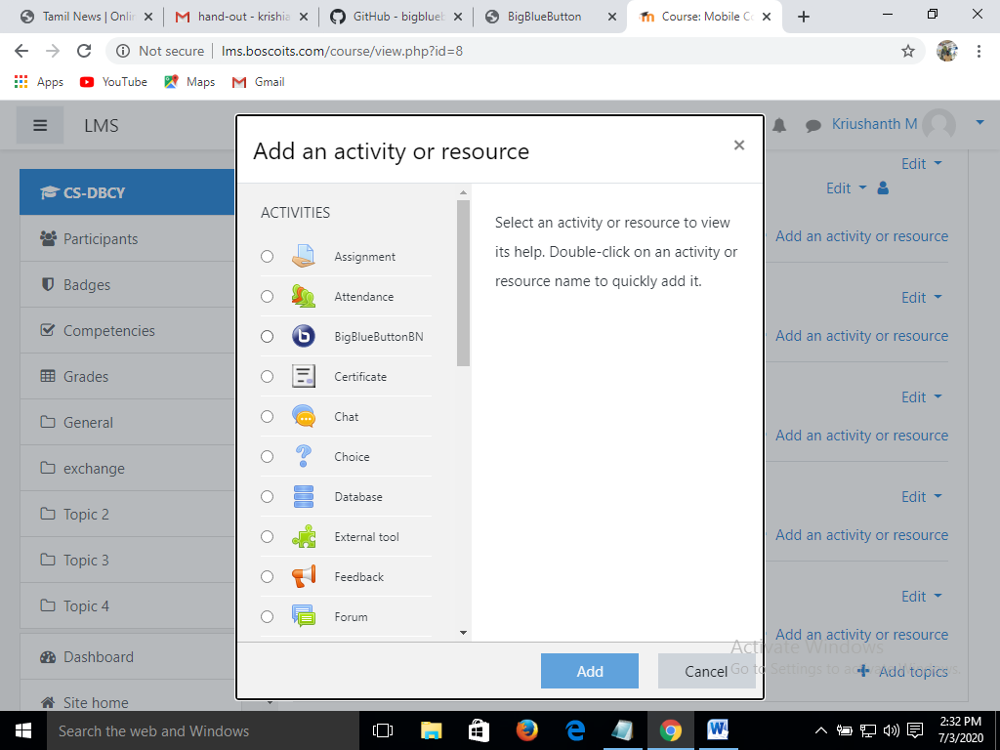 Tamil News | Onlin
hand-out - krishia
GitHub - bigblueb
BigBlueButton
Course: Mobile Co
Not secure
lms.boscoits.com/course/view.php?id=8
Apps
YouTube
Maps
Gmail
LMS
Kriushanth M
CS-DBCY
Participants
Badges
Competencies
Grades
General
exchange
Topic 2
Topic 3
Topic 4
Dashboard
Site home
Add an activity or resource
×
ACTIVITIES
Assignment
Attendance
BigBlueButtonBN
Certificate
Chat
Choice
Database
External tool
Feedback
Forum
Select an activity or resource to view
its help. Double-click on an activity or
resource name to quickly add it.
Add
Cancel
Edit
Edit
Add an activity or resource
Edit
Add an activity or resource
Edit
Add an activity or resource
Edit
Add an activity or resource
Edit
Add an activity or resource
Add topics
Activate Windows
Go to Settings to activate Windows.
Search the web and Windows
2:32 PM
7/3/2020